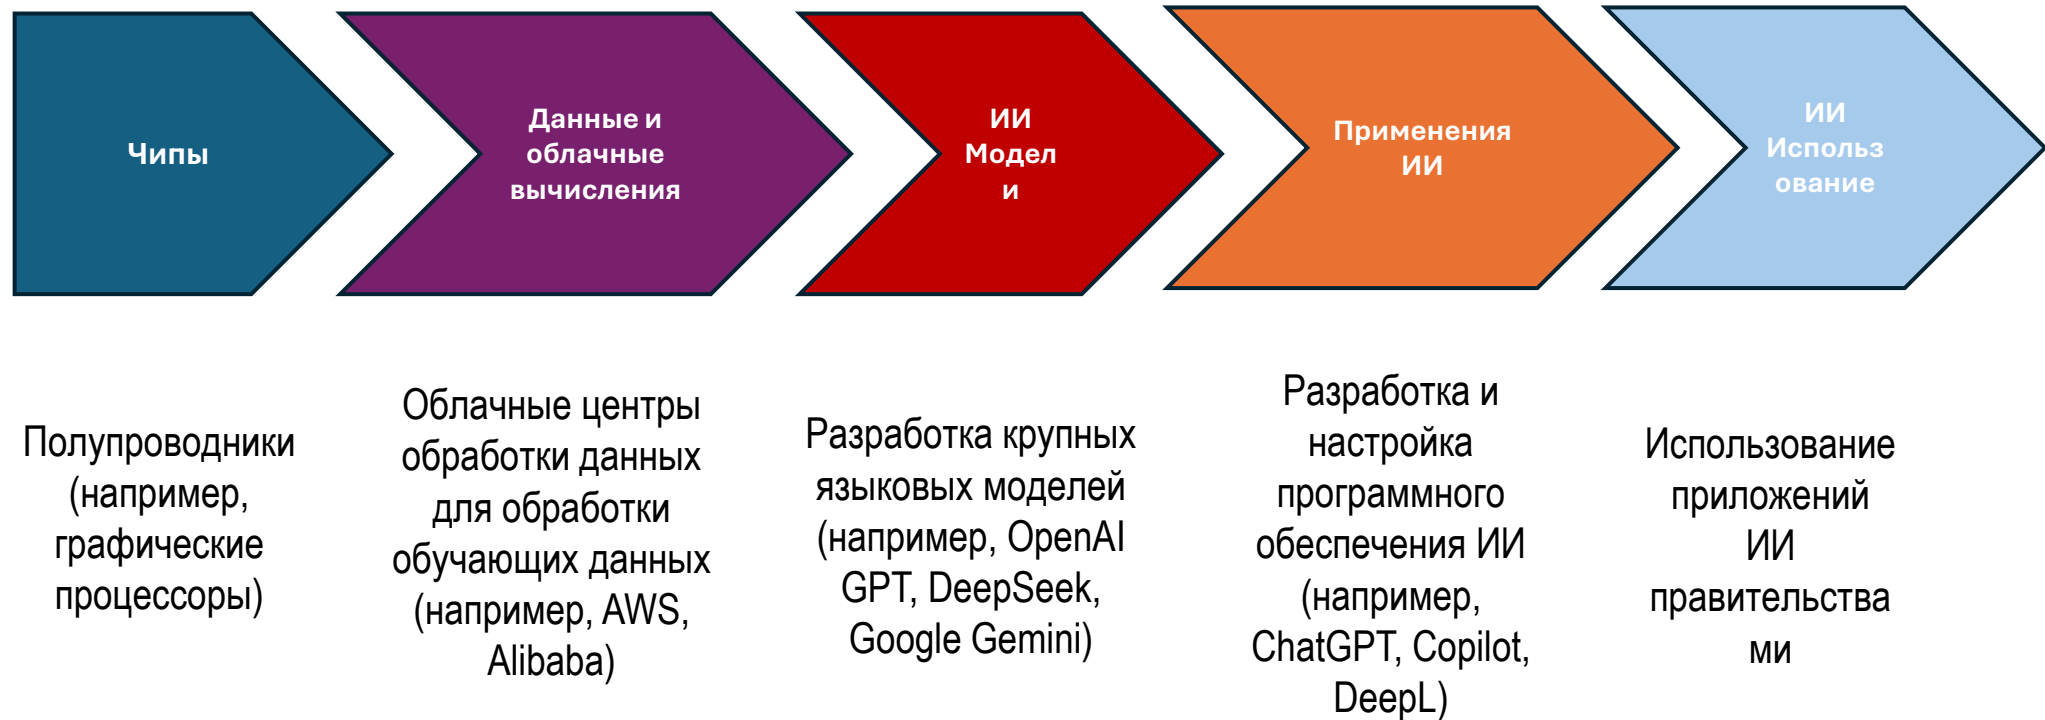 Чипы
Данные и
облачные
вычисления
ИИ
Модел
и
Применения
ИИ
ИИ
Использ
ование
Полупроводники
(например,
графические
процессоры)
Облачные центры
обработки данных
для обработки
обучающих данных
(например, AWS,
Alibaba)
Разработка крупных
языковых моделей
(например, OpenAI
GPT, DeepSeek,
Google Gemini)
Разработка и
настройка
программного
обеспечения ИИ
(например,
ChatGPT, Copilot,
DeepL)
Использование
приложений
ИИ
правительства
ми